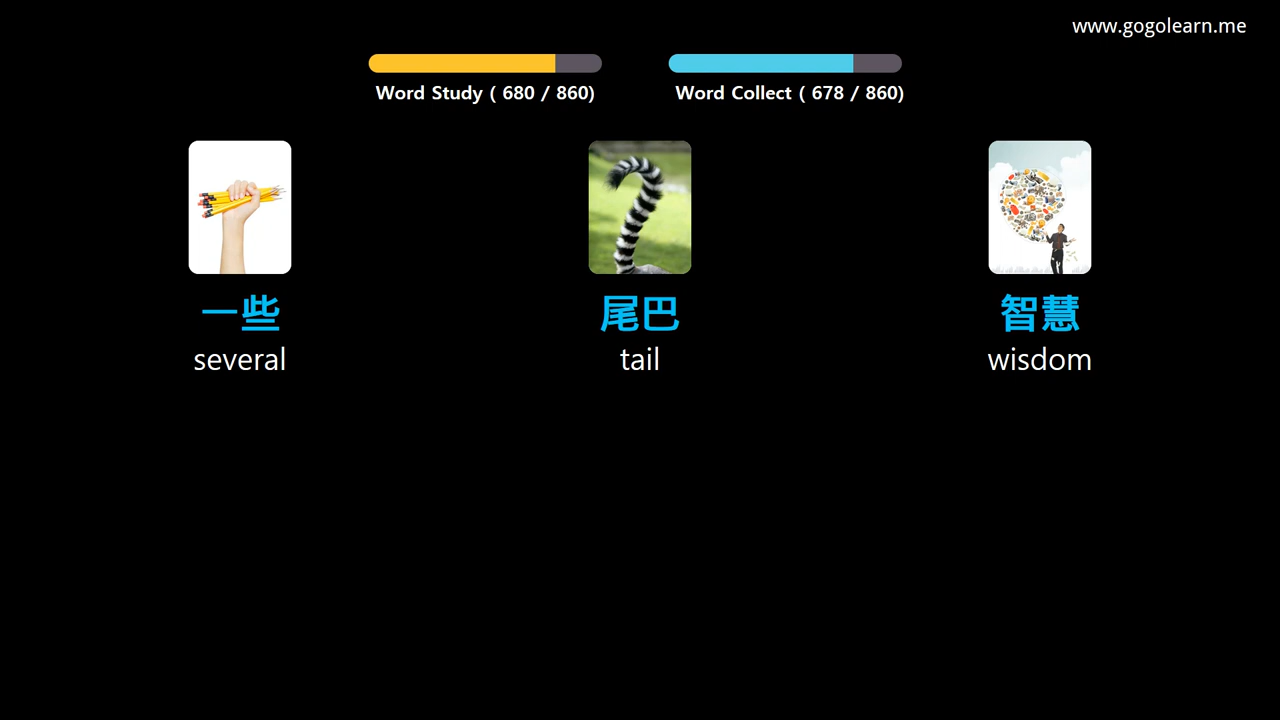 www.gogolearn.me
Word Study ( 680 / 860)
Word Collect ( 678 / 860)
一些
several
尾巴
tail
智慧
wisdom